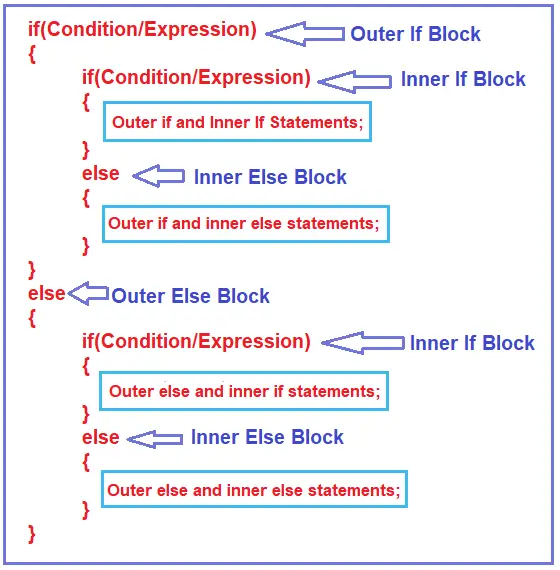 if(Condition/Expression) Outer If Block
{
if(Condition/Expression) Inner If Block
{
Outer if and Inner If Statements;
}
else Inner Else Block
{
Outer if and inner else statements;
}
}
else Outer Else Block
{
if(Condition/Expression) Inner If Block
{
Outer else and inner if statements;
}
else Inner Else Block
{
Outer else and inner else statements;
}
}